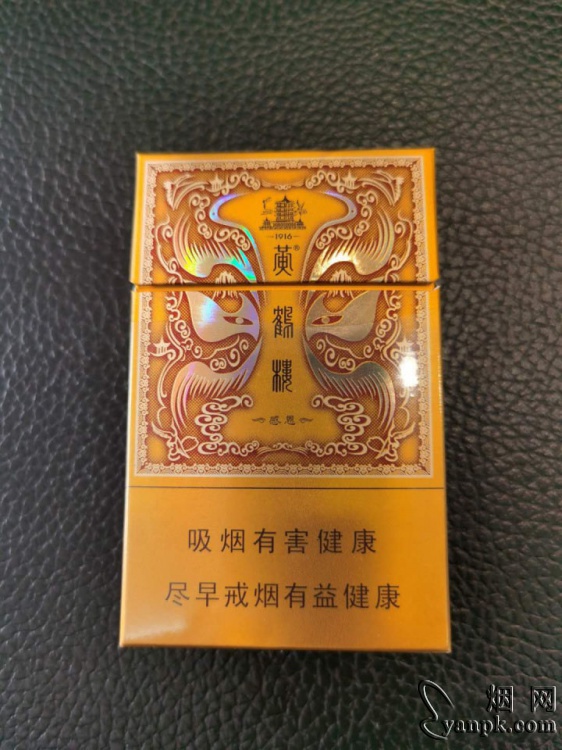 1916
黄®
鹤
楼
感恩
吸烟有害健康
尽早戒烟有益健康
烟网
yanpk.com